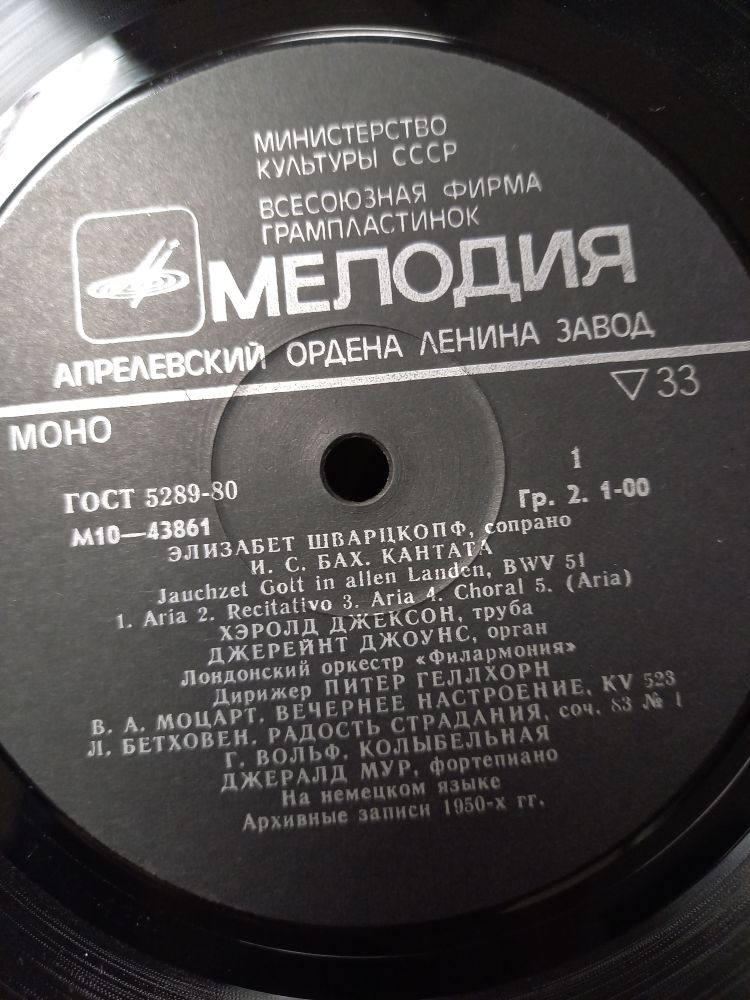 МИНИСТЕРСТВО
КУЛЬТУРЫ СССР
ВСЕСОЮЗНАЯ ФИРМА
ГРАМПЛАСТИНОК
МЕЛОДИЯ
АПРЕЛЕВСКИЙ ОРДЕНА ЛЕНИНА ЗАВОД
МОНО
▽33
ГОСТ 5289-80
1
М10—43861
Гр. 2. 1-00
ЭЛИЗАБЕТ ШВАРЦКОПФ, сопрано
И. С. БАХ. КАНТАТА
Jauchzet Gott in allen Landen, BWV 51
1. Aria 2. Recitativo 3. Aria 4. Choral 5. (Aria)
ХЭРОЛД ДЖЕКСОН, труба
ДЖЕРЕЙНТ ДЖОУНС, орган
Лондонский оркестр «Филармония»
Дирижер ПИТЕР ГЕЛЛХОРН
В. А. МОЦАРТ. ВЕЧЕРНЕЕ НАСТРОЕНИЕ, KV 523
Л. БЕТХОВЕН. РАДОСТЬ СТРАДАНИЯ, соч. 83 № 1
Г. ВОЛЬФ. КОЛЫБЕЛЬНАЯ
ДЖЕРАЛД МУР, фортепиано
На немецком языке
Архивные записи 1950-х гг.